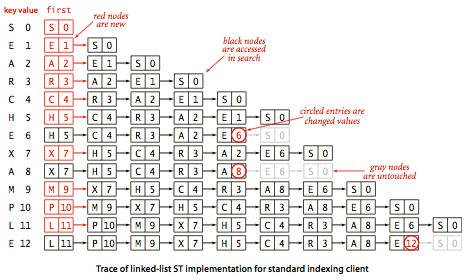 key value first
red nodes
are new
S 0 S 0
E 1 E 1 S 0
black nodes
are accessed
in search
A 2 A 2 E 1 S 0
R 3 R 3 A 2 E 1 S 0
C 4 C 4 R 3 A 2 E 1 S 0
circled entries are
changed values
H 5 H 5 C 4 R 3 A 2 E 1 S 0
E 6 H 5 C 4 R 3 A 2 E 6 S 0
X 7 X 7 H 5 C 4 R 3 A 2 E 6 S 0
gray nodes
are untouched
A 8 X 7 H 5 C 4 R 3 A 8 E 6 S 0
M 9 M 9 X 7 H 5 C 4 R 3 A 8 E 6 S 0
P 10 P 10 M 9 X 7 H 5 C 4 R 3 A 8 E 6 S 0
L 11 L 11 P 10 M 9 X 7 H 5 C 4 R 3 A 8 E 6 S 0
E 12 L 11 P 10 M 9 X 7 H 5 C 4 R 3 A 8 E 12 S 0
Trace of linked-list ST implementation for standard indexing client